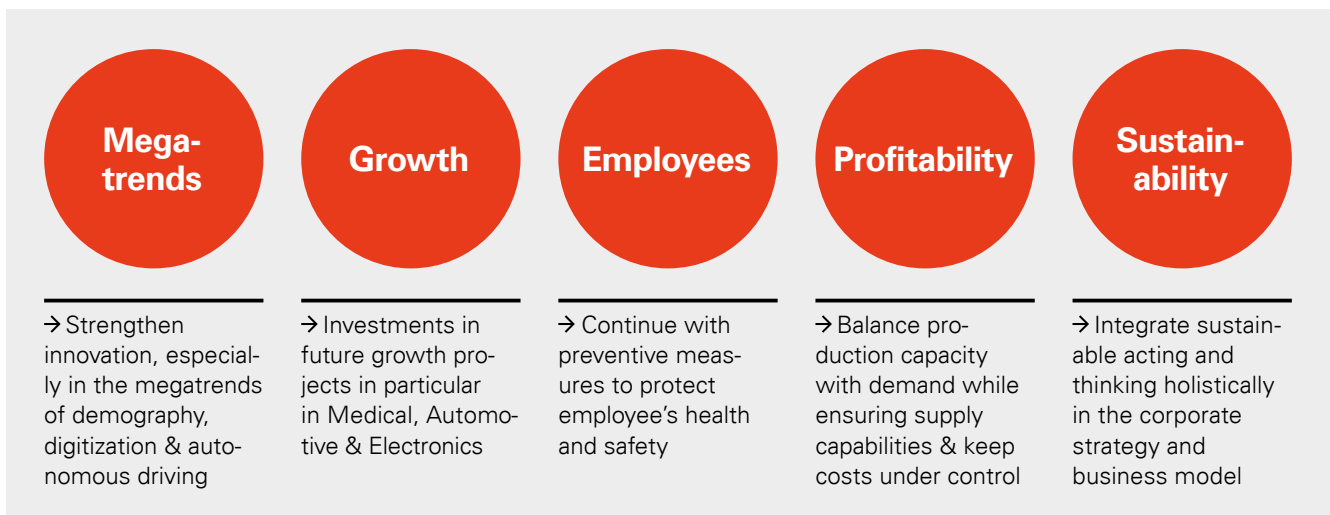 Mega-
trends
Growth
Employees
Profitability
Sustain-
ability
→ Strengthen
innovation, especial-
ly in the megatrends
of demography,
digitization & auto-
nomous driving
→ Investments in
future growth pro-
jects in particular
in Medical, Automo-
tive & Electronics
→ Continue with
preventive meas-
ures to protect
employee’s health
and safety
→ Balance pro-
duction capacity
with demand while
ensuring supply
capabilities & keep
costs under control
→ Integrate sustain-
able acting and
thinking holistically
in the corporate
strategy and
business model